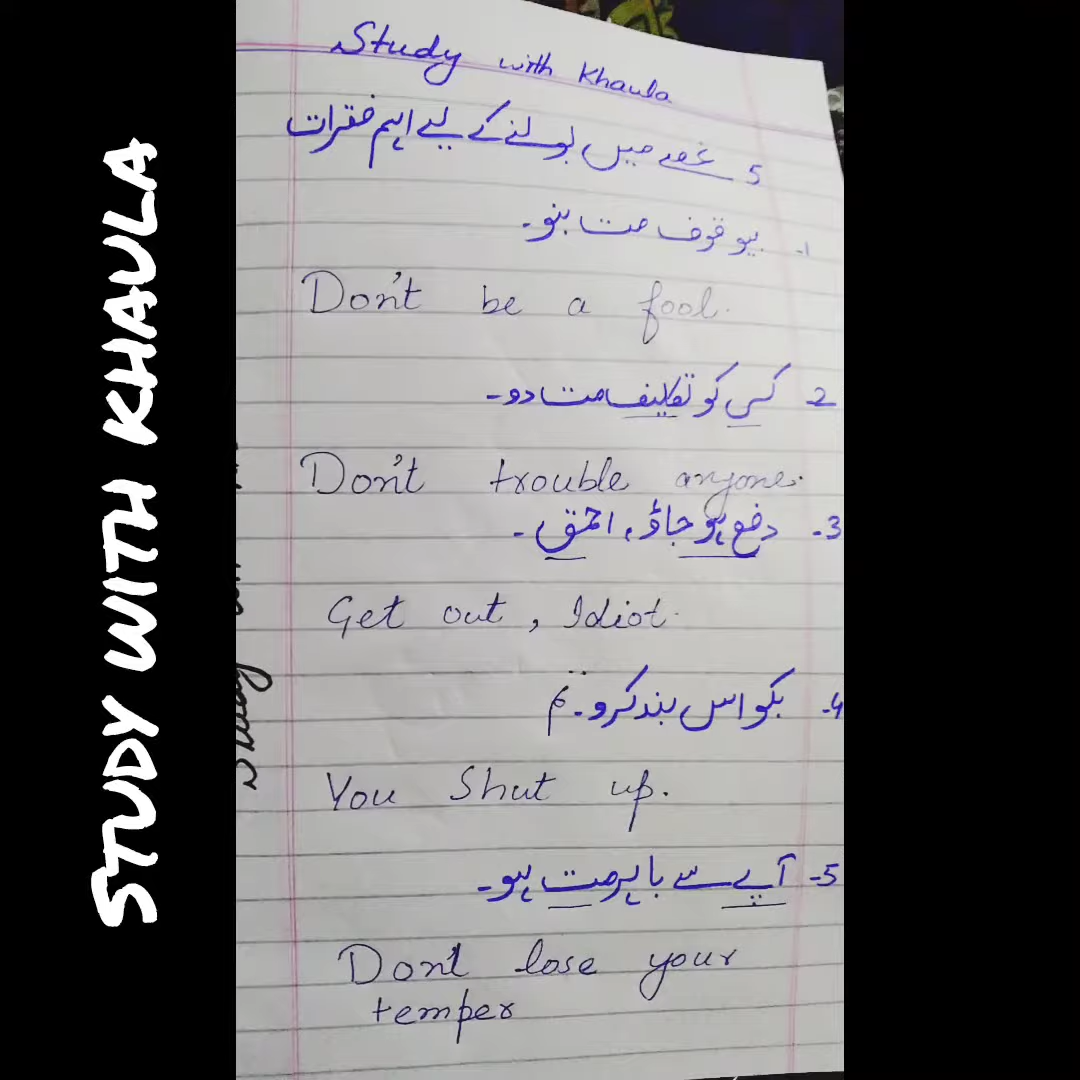 STUDY WITH KHAULA
Study with Khaula
5 غصے میں بولنے کے لیے اہم فقرات
1- بیوقوف مت بنو۔
Don't be a fool.
2- کسی کو تکلیف مت دو۔
Don't trouble anyone.
3- دفع ہو جاؤ، احمق۔
Get out, Idiot.
4- بکواس بند کرو۔ تم
You Shut up.
5- آپے سے باہر مت ہو۔
Don't lose your
temper